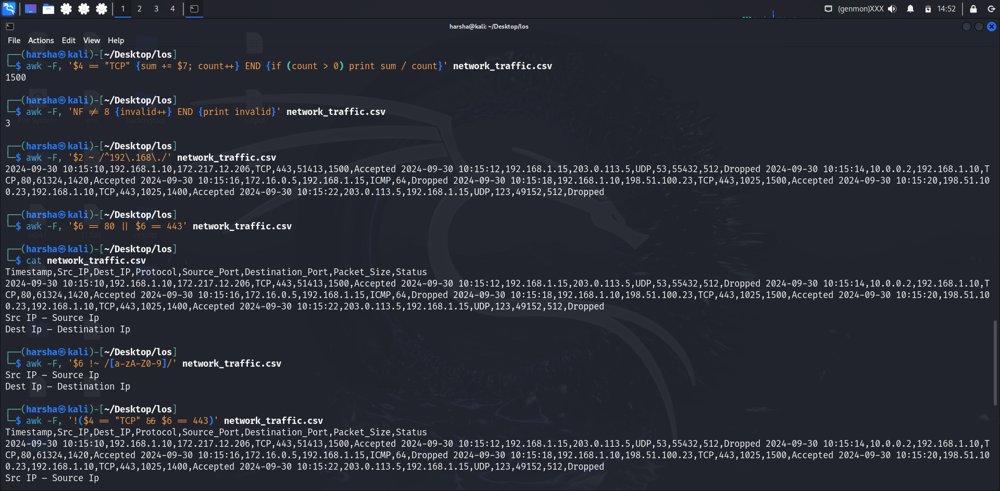 1 2 3 4 (genmon)XXX 14:52
harsha@kali: ~/Desktop/los
File Actions Edit View Help
┌──(harsha㉿kali)-[~/Desktop/los]
└─$ awk -F, '$4 == "TCP" {sum += $7; count++} END {if (count > 0) print sum / count}' network_traffic.csv
1500
┌──(harsha㉿kali)-[~/Desktop/los]
└─$ awk -F, 'NF != 8 {invalid++} END {print invalid}' network_traffic.csv
File System ere hackingtool output
3
┌──(harsha㉿kali)-[~/Desktop/los]
└─$ awk -F, '$2 ~ /^192\.168\./' network_traffic.csv
2024-09-30 10:15:10,192.168.1.10,172.217.12.206,TCP,443,51413,1500,Accepted 2024-09-30 10:15:12,192.168.1.15,203.0.113.5,UDP,53,55432,512,Dropped 2024-09-30 10:15:14,10.0.0.2,192.168.1.10,T
CP,80,61324,1420,Accepted 2024-09-30 10:15:16,172.16.0.5,192.168.1.15,ICMP,64,Dropped 2024-09-30 10:15:18,192.168.1.10,198.51.100.23,TCP,443,1025,1500,Accepted 2024-09-30 10:15:20,198.51.10
0.23,192.168.1.10,TCP,443,1025,1400,Accepted 2024-09-30 10:15:22,203.0.113.5,192.168.1.15,UDP,123,49152,512,Dropped
┌──(harsha㉿kali)-[~/Desktop/los]
└─$ awk -F, '$6 == 80 || $6 == 443' network_traffic.csv
lab41 11.bak results
┌──(harsha㉿kali)-[~/Desktop/los]
└─$ cat network_traffic.csv
Timestamp,Src_IP,Dest_IP,Protocol,Source_Port,Destination_Port,Packet_Size,Status
2024-09-30 10:15:10,192.168.1.10,172.217.12.206,TCP,443,51413,1500,Accepted 2024-09-30 10:15:12,192.168.1.15,203.0.113.5,UDP,53,55432,512,Dropped 2024-09-30 10:15:14,10.0.0.2,192.168.1.10,T
CP,80,61324,1420,Accepted 2024-09-30 10:15:16,172.16.0.5,192.168.1.15,ICMP,64,Dropped 2024-09-30 10:15:18,192.168.1.10,198.51.100.23,TCP,443,1025,1500,Accepted 2024-09-30 10:15:20,198.51.10
0.23,192.168.1.10,TCP,443,1025,1400,Accepted 2024-09-30 10:15:22,203.0.113.5,192.168.1.15,UDP,123,49152,512,Dropped
Src IP – Source Ip
Dest Ip – Destination Ip
┌──(harsha㉿kali)-[~/Desktop/los]
└─$ awk -F, '$6 !~ /[a-zA-Z0-9]/' network_traffic.csv
Src IP – Source Ip
Dest Ip – Destination Ip
┌──(harsha㉿kali)-[~/Desktop/los]
└─$ awk -F, '!($4 == "TCP" && $6 == 443)' network_traffic.csv
Timestamp,Src_IP,Dest_IP,Protocol,Source_Port,Destination_Port,Packet_Size,Status
2024-09-30 10:15:10,192.168.1.10,172.217.12.206,TCP,443,51413,1500,Accepted 2024-09-30 10:15:12,192.168.1.15,203.0.113.5,UDP,53,55432,512,Dropped 2024-09-30 10:15:14,10.0.0.2,192.168.1.10,T
CP,80,61324,1420,Accepted 2024-09-30 10:15:16,172.16.0.5,192.168.1.15,ICMP,64,Dropped 2024-09-30 10:15:18,192.168.1.10,198.51.100.23,TCP,443,1025,1500,Accepted 2024-09-30 10:15:20,198.51.10
0.23,192.168.1.10,TCP,443,1025,1400,Accepted 2024-09-30 10:15:22,203.0.113.5,192.168.1.15,UDP,123,49152,512,Dropped
Src IP – Source Ip